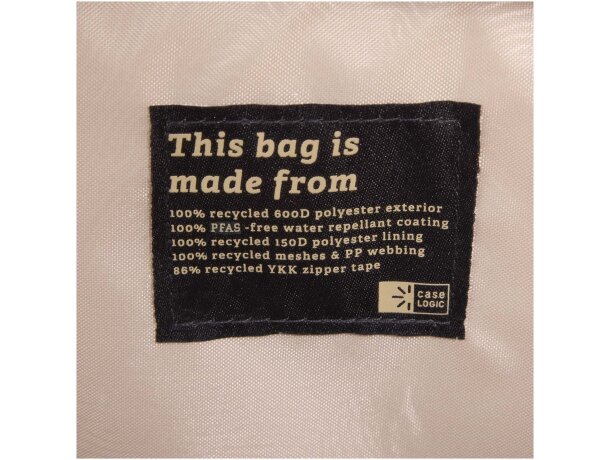 This bag is
made from
100% recycled 600D polyester exterior
100% PFAS -free water repellant coating
100% recycled 150D polyester lining
100% recycled meshes & PP webbing
86% recycled YKK zipper tape
case
LOGIC